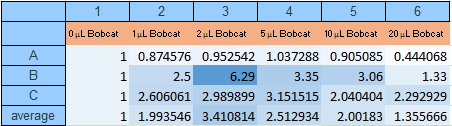 1 2 3 4 5 6
0 µL Bobcat 1 µL Bobcat 2 µL Bobcat 5 µL Bobcat 10 µL Bobcat 20 µL Bobcat
A 1 0.874576 0.952542 1.037288 0.905085 0.444068
B 1 2.5 6.29 3.35 3.06 1.33
C 1 2.606061 2.989899 3.151515 2.040404 2.292929
average 1 1.993546 3.410814 2.512934 2.00183 1.355666